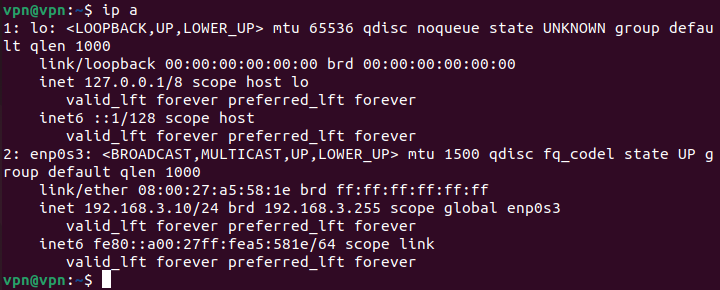 vpn@vpn:~$ ip a
1: lo: <LOOPBACK,UP,LOWER_UP> mtu 65536 qdisc noqueue state UNKNOWN group defau
lt qlen 1000
    link/loopback 00:00:00:00:00:00 brd 00:00:00:00:00:00
    inet 127.0.0.1/8 scope host lo
       valid_lft forever preferred_lft forever
    inet6 ::1/128 scope host
       valid_lft forever preferred_lft forever
2: enp0s3: <BROADCAST,MULTICAST,UP,LOWER_UP> mtu 1500 qdisc fq_codel state UP g
roup default qlen 1000
    link/ether 08:00:27:a5:58:1e brd ff:ff:ff:ff:ff:ff
    inet 192.168.3.10/24 brd 192.168.3.255 scope global enp0s3
       valid_lft forever preferred_lft forever
    inet6 fe80::a00:27ff:fea5:581e/64 scope link
       valid_lft forever preferred_lft forever
vpn@vpn:~$